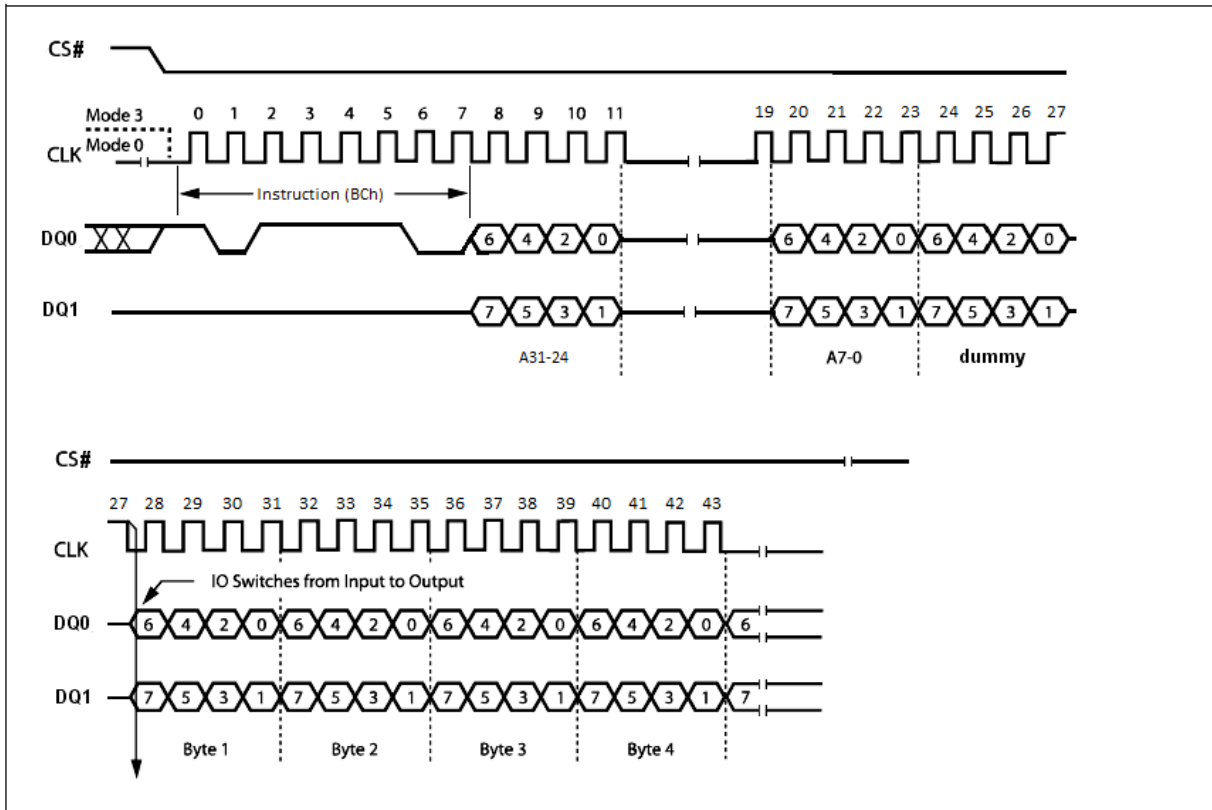 CS#
Mode 3
0 1 2 3 4 5 6 7 8 9 10 11 19 20 21 22 23 24 25 26 27
Mode 0
CLK
Instruction (BCh)
DQ0 6 4 2 0 6 4 2 0 6 4 2 0
DQ1 7 5 3 1 7 5 3 1 7 5 3 1
A31-24 A7-0 dummy
CS#
27 28 29 30 31 32 33 34 35 36 37 38 39 40 41 42 43
CLK
IO Switches from Input to Output
DQ0 6 4 2 0 6 4 2 0 6 4 2 0 6 4 2 0 6
DQ1 7 5 3 1 7 5 3 1 7 5 3 1 7 5 3 1 7
Byte 1 Byte 2 Byte 3 Byte 4